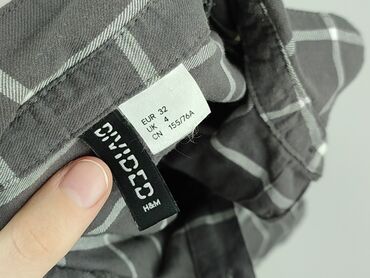 EUR 32
UK 4
CN 155/76A
DIVIDED
H&M